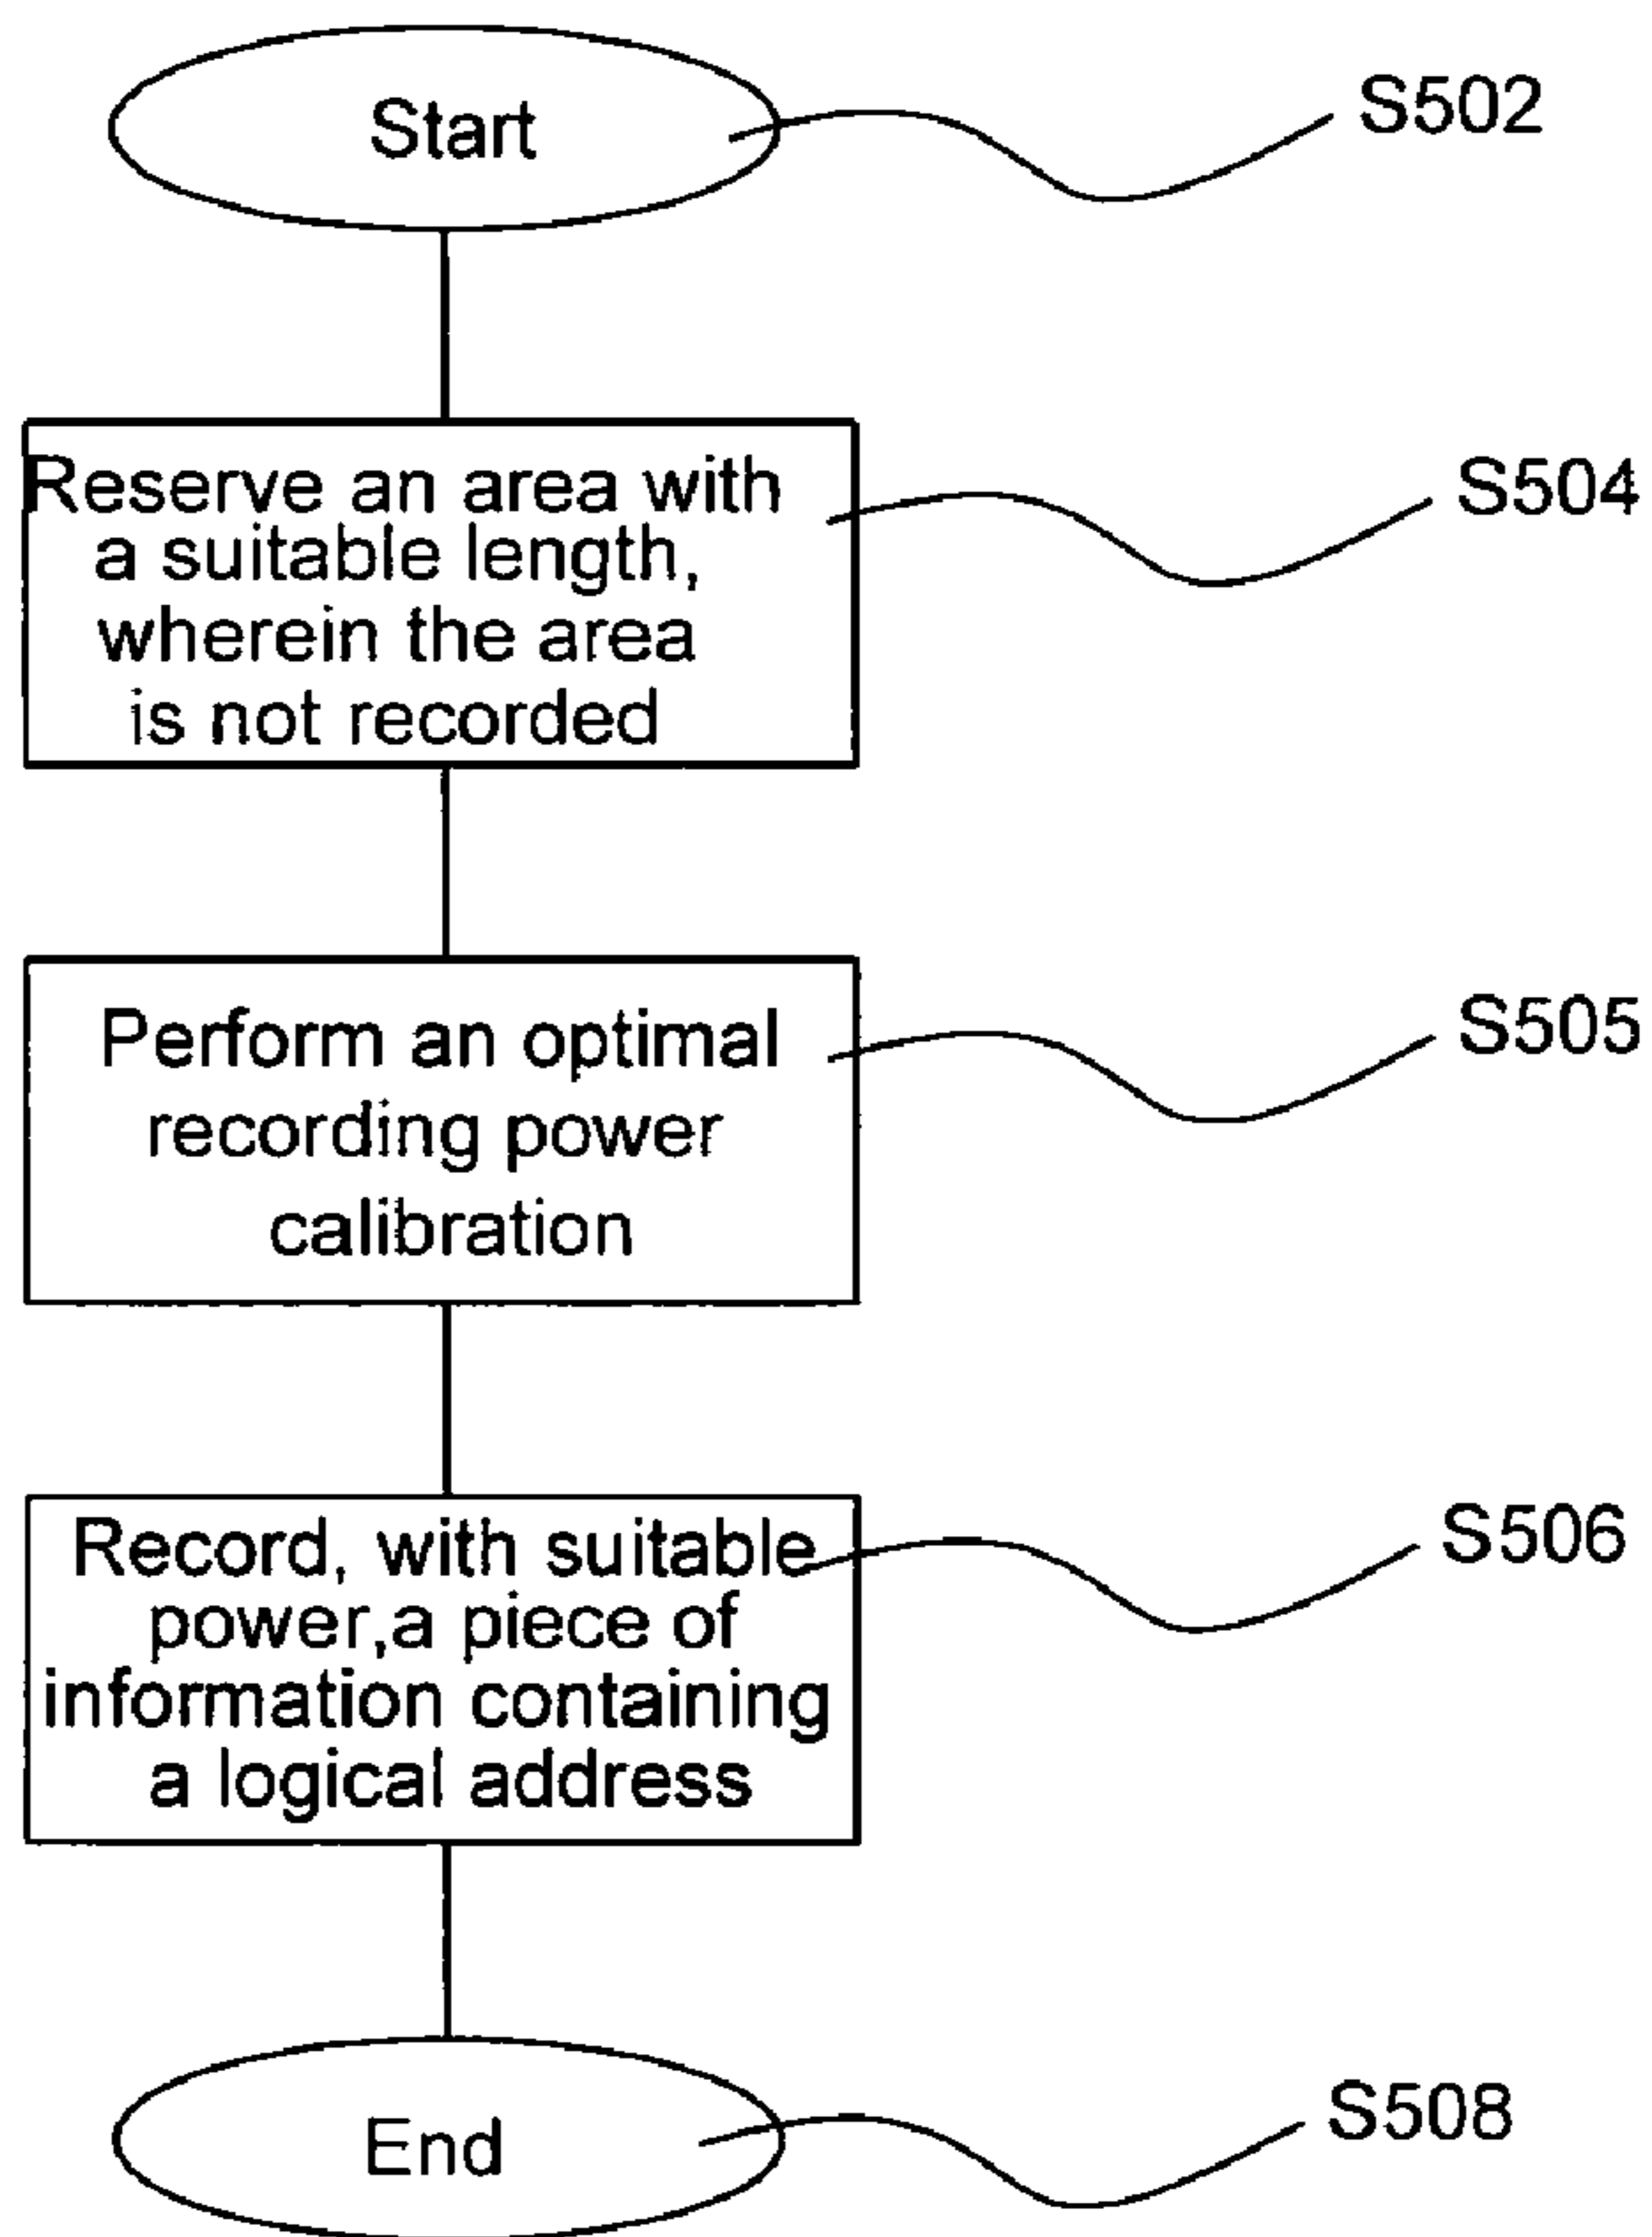 Start
S502
Reserve an area with
a suitable length,
wherein the area
is not recorded
S504
Perform an optimal
recording power
calibration
S505
Record, with suitable
power,a piece of
information containing
a logical address
S506
End
S508